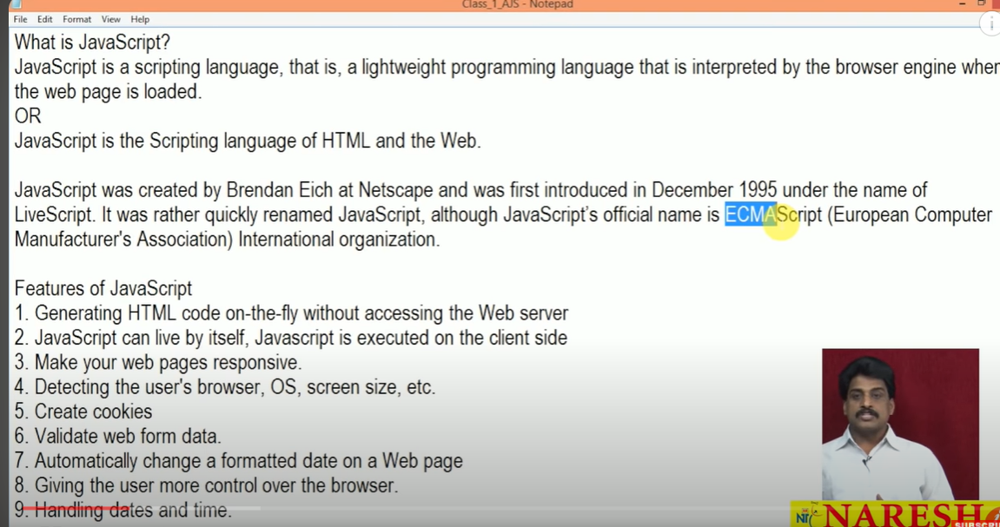 Class_1_AJS - Notepad
File Edit Format View Help
What is JavaScript?
JavaScript is a scripting language, that is, a lightweight programming language that is interpreted by the browser engine when
the web page is loaded.
OR
JavaScript is the Scripting language of HTML and the Web.
JavaScript was created by Brendan Eich at Netscape and was first introduced in December 1995 under the name of
LiveScript. It was rather quickly renamed JavaScript, although JavaScript's official name is ECMAScript (European Computer
Manufacturer's Association) International organization.
Features of JavaScript
1. Generating HTML code on-the-fly without accessing the Web server
2. JavaScript can live by itself, Javascript is executed on the client side
3. Make your web pages responsive.
4. Detecting the user's browser, OS, screen size, etc.
5. Create cookies
6. Validate web form data.
7. Automatically change a formatted date on a Web page
8. Giving the user more control over the browser.
9. Handling dates and time.
NARESH
SUBSCRI